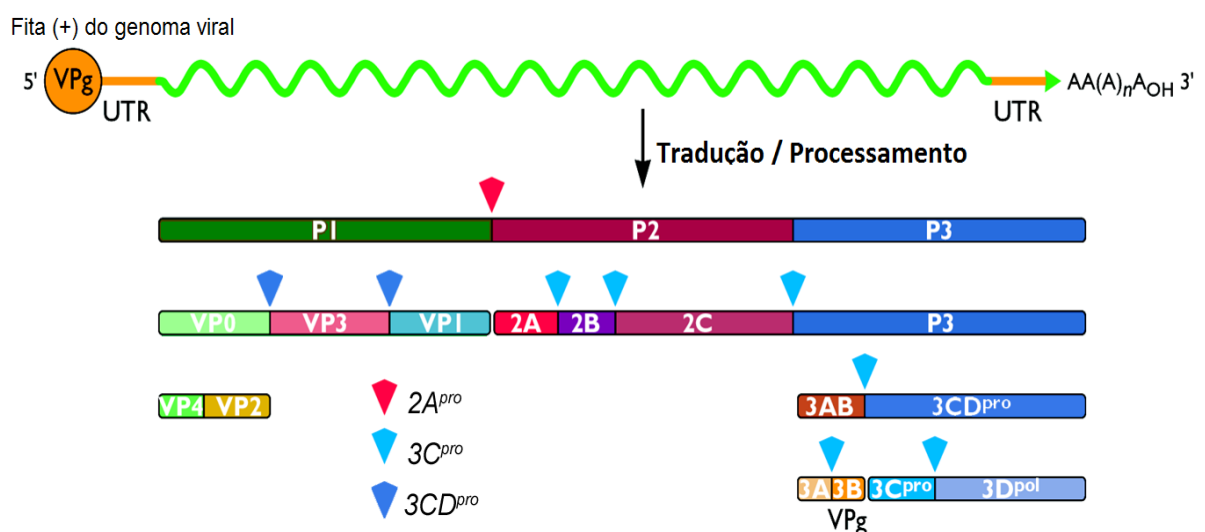 Fita (+) do genoma viral
5' VPg UTR UTR AA(A)nAOH 3'
Tradução / Processamento
P1 P2 P3
VP0 VP3 VP1 2A 2B 2C P3
VP4 VP2 3AB 3CDpro
2Apro
3Cpro
3A 3B 3Cpro 3Dpol
3CDpro
VPg